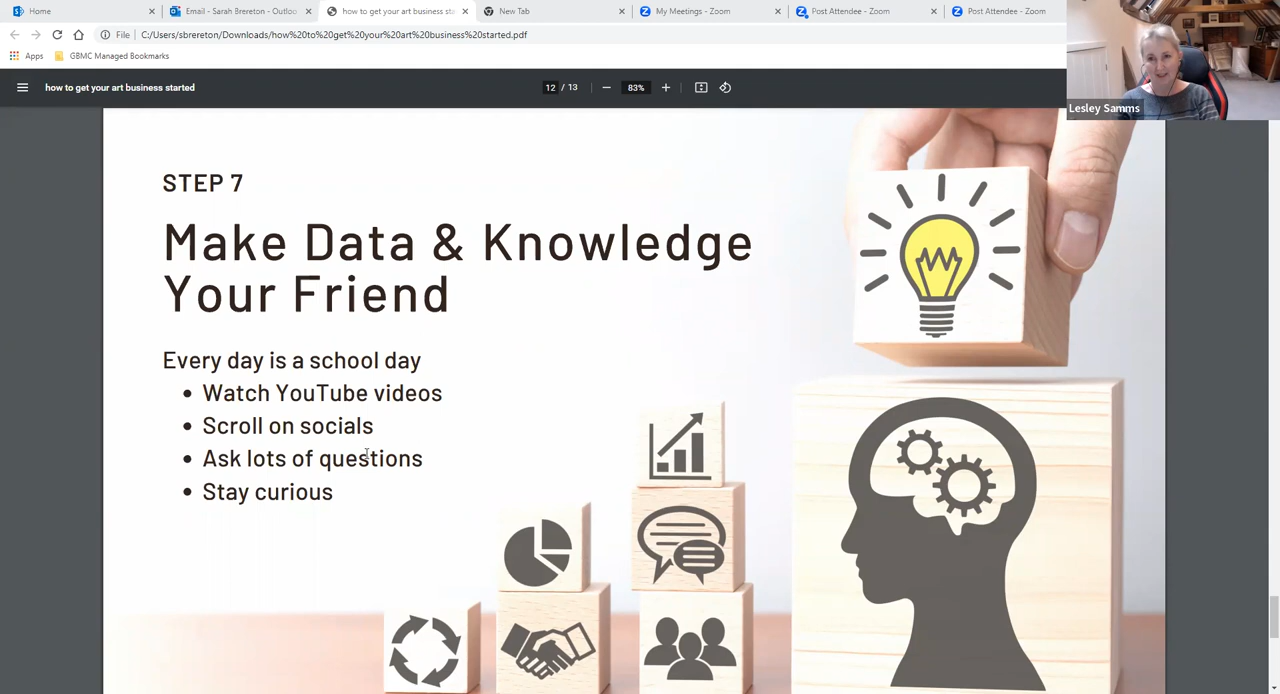 Home
Email - Sarah Brereton - Outloo
how to get your art business sta
New Tab
My Meetings - Zoom
Post Attendee - Zoom
Post Attendee - Zoom
File
C:/Users/sbrereton/Downloads/how%20to%20get%20your%20art%20business%20started.pdf
Apps
GBMC Managed Bookmarks
how to get your art business started
12 / 13
83%
Lesley Samms
STEP 7
Make Data & Knowledge
Your Friend
Every day is a school day
• Watch YouTube videos
• Scroll on socials
• Ask lots of questions
• Stay curious